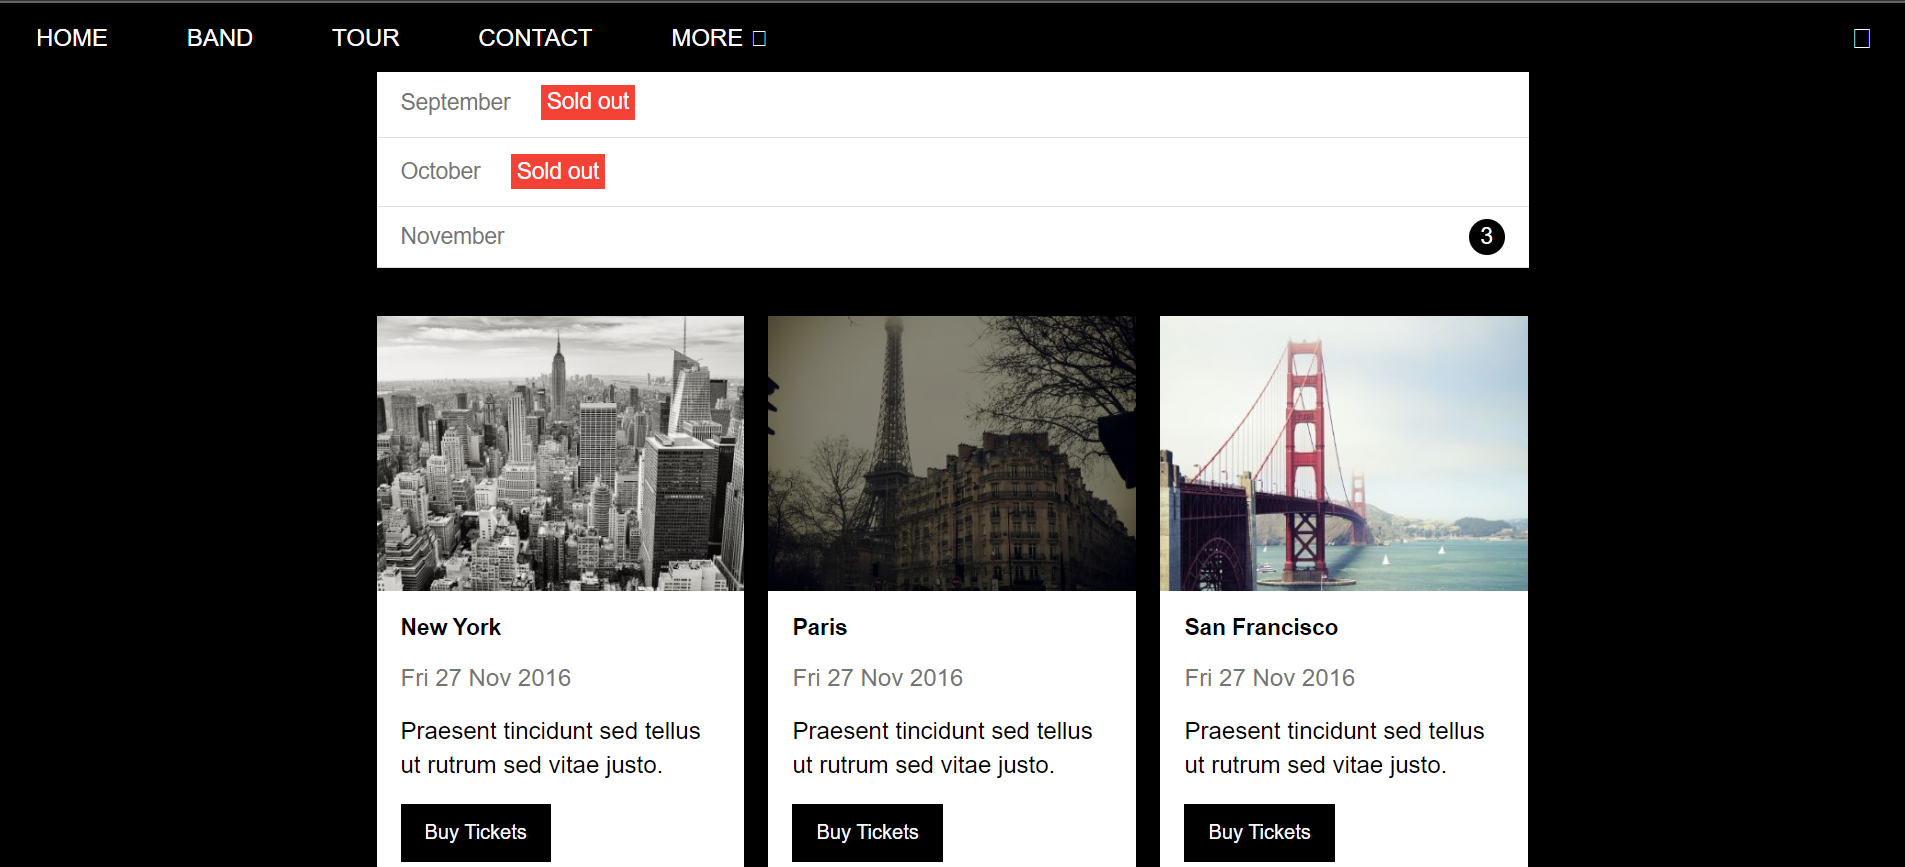 HOME BAND TOUR CONTACT MORE
September Sold out
October Sold out
November 3
New York
Fri 27 Nov 2016
Praesent tincidunt sed tellus
ut rutrum sed vitae justo.
Buy Tickets
Paris
Fri 27 Nov 2016
Praesent tincidunt sed tellus
ut rutrum sed vitae justo.
Buy Tickets
San Francisco
Fri 27 Nov 2016
Praesent tincidunt sed tellus
ut rutrum sed vitae justo.
Buy Tickets